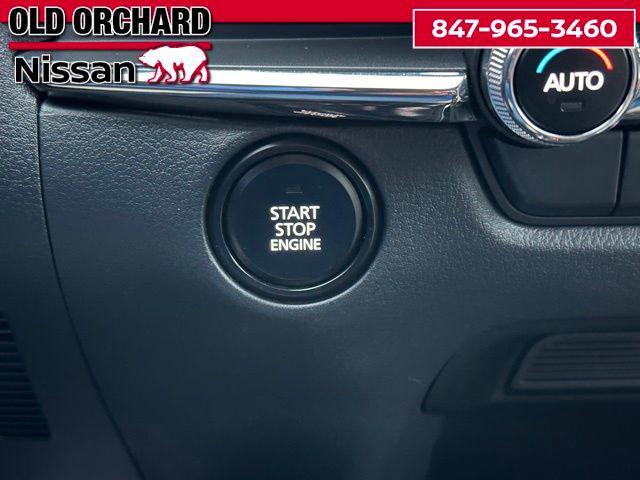 OLD ORCHARD
Nissan
847-965-3460
AUTO
START
STOP
ENGINE